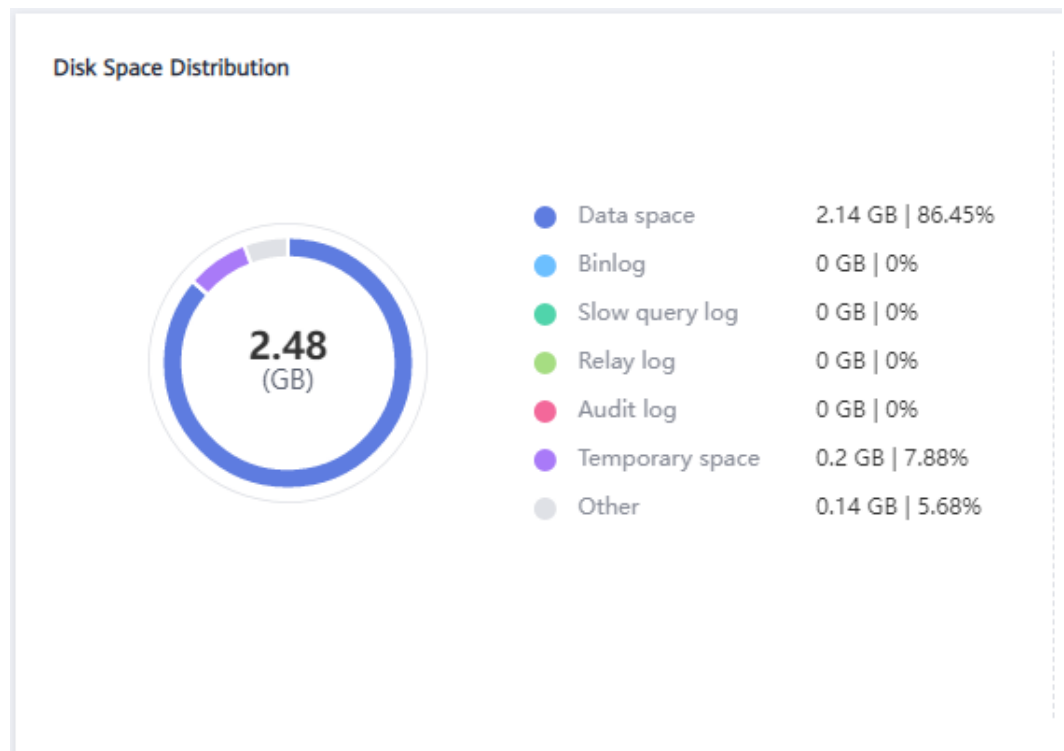 Disk Space Distribution
2.48
(GB)
Data space 2.14 GB | 86.45%
Binlog 0 GB | 0%
Slow query log 0 GB | 0%
Relay log 0 GB | 0%
Audit log 0 GB | 0%
Temporary space 0.2 GB | 7.88%
Other 0.14 GB | 5.68%